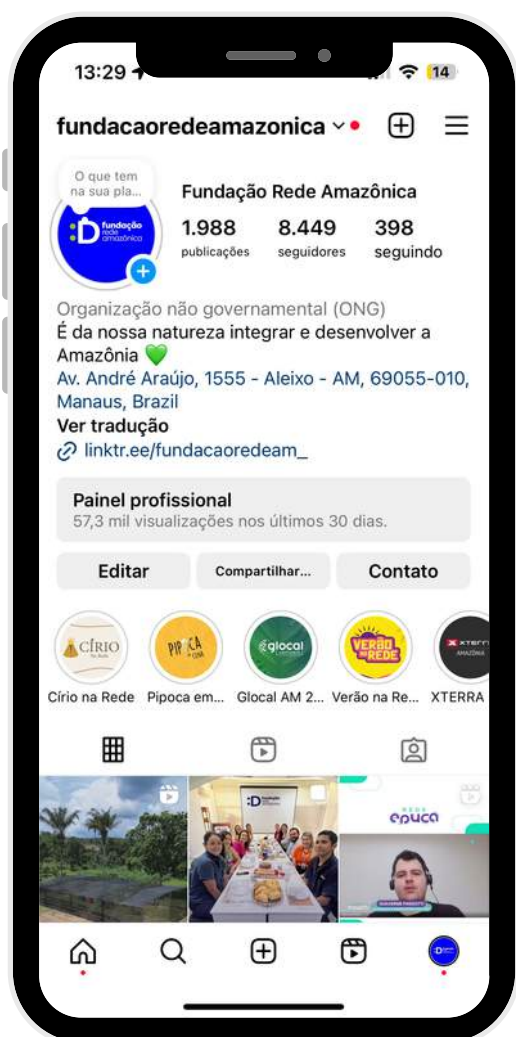 13:29
14
fundacaoredeamazonica
O que tem
na sua pla...
fundação
rede
amazônica
Fundação Rede Amazônica
1.988 8.449 398
publicações seguidores seguindo
Organização não governamental (ONG)
É da nossa natureza integrar e desenvolver a
Amazônia 💚
Av. André Araújo, 1555 - Aleixo - AM, 69055-010,
Manaus, Brazil
Ver tradução
linktr.ee/fundacaoredeam_
Painel profissional
57,3 mil visualizações nos últimos 30 dias.
Editar Compartilhar... Contato
CÍRIO
PIPOCA
glocal
VERÃO
REDE
XTERR
AMAZÔNIA
Círio na Rede Pipoca em... Glocal AM 2... Verão na Re... XTERRA
fundação
REDE
educa